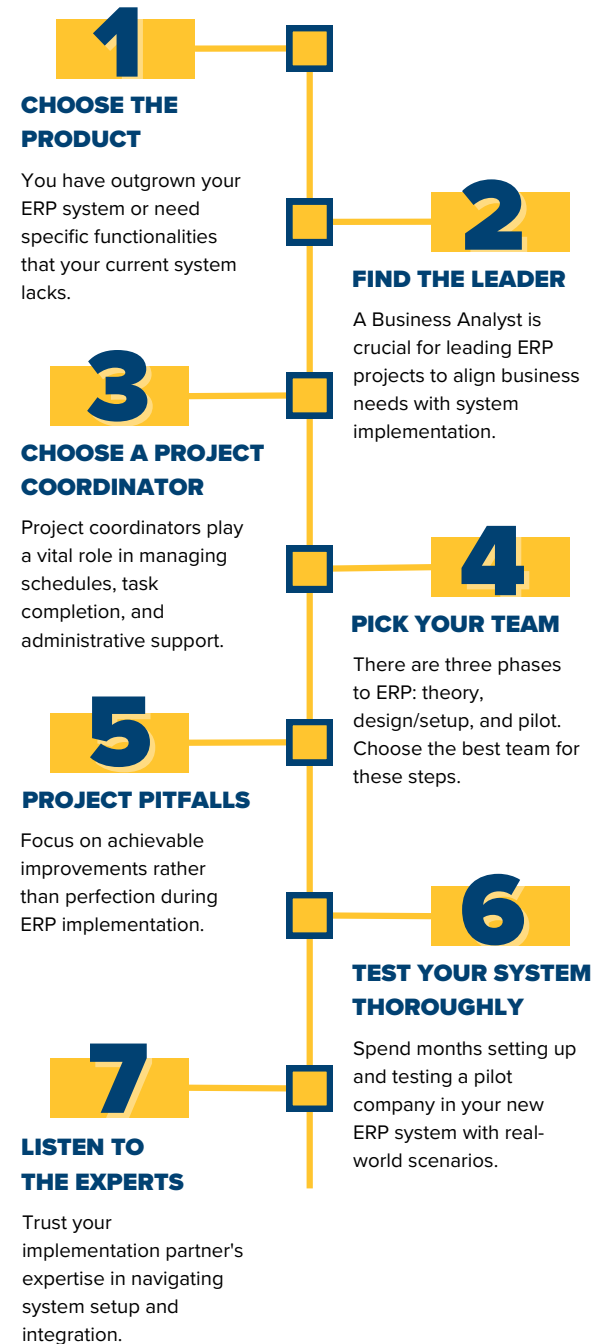 1
CHOOSE THE
PRODUCT
You have outgrown your
ERP system or need
specific functionalities
that your current system
lacks.
2
FIND THE LEADER
A Business Analyst is
crucial for leading ERP
projects to align business
needs with system
implementation.
3
CHOOSE A PROJECT
COORDINATOR
Project coordinators play
a vital role in managing
schedules, task
completion, and
administrative support.
4
PICK YOUR TEAM
There are three phases
to ERP: theory,
design/setup, and pilot.
Choose the best team for
these steps.
5
PROJECT PITFALLS
Focus on achievable
improvements rather
than perfection during
ERP implementation.
6
TEST YOUR SYSTEM
THOROUGHLY
Spend months setting up
and testing a pilot
company in your new
ERP system with real-
world scenarios.
7
LISTEN TO
THE EXPERTS
Trust your
implementation partner's
expertise in navigating
system setup and
integration.